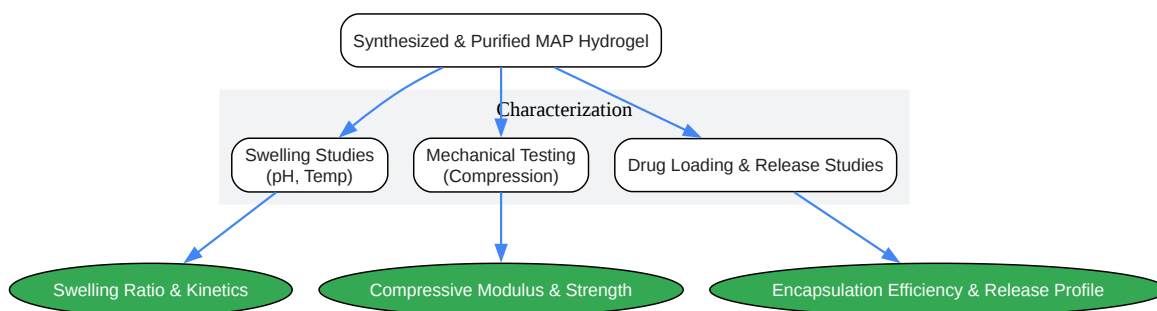 Synthesized & Purified MAP Hydrogel
Characterization
Swelling Studies
(pH, Temp)
Mechanical Testing
(Compression)
Drug Loading & Release Studies
Swelling Ratio & Kinetics
Compressive Modulus & Strength
Encapsulation Efficiency & Release Profile